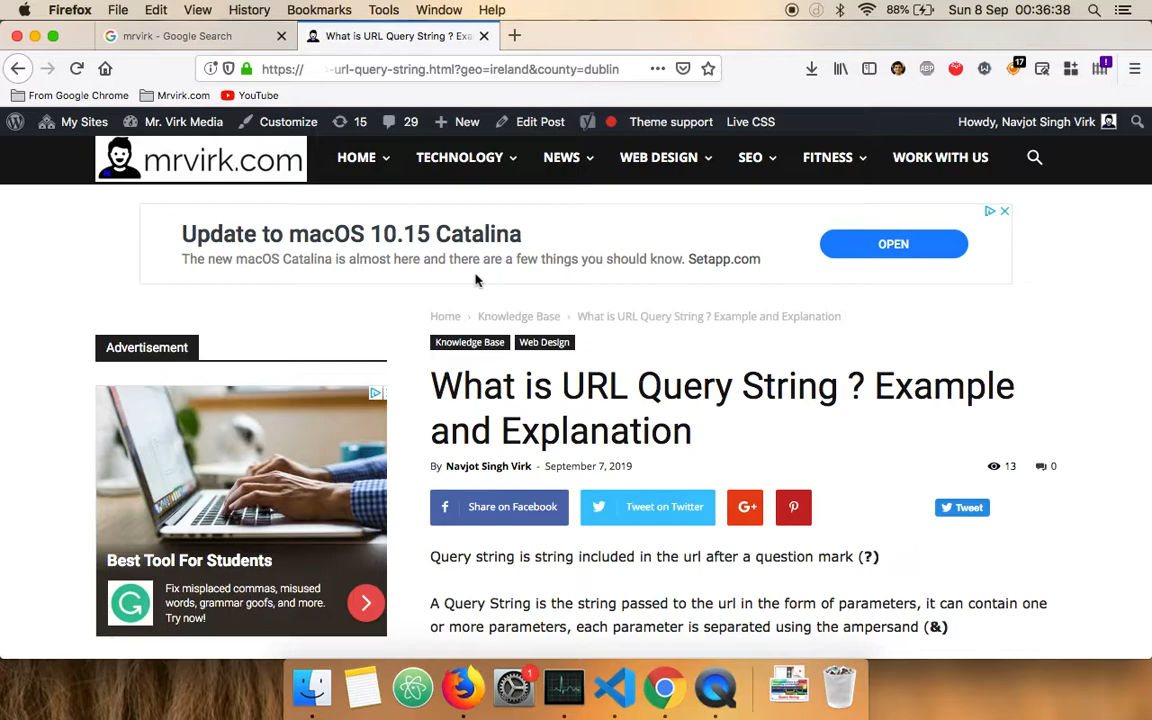 Firefox File Edit View History Bookmarks Tools Window Help 88% Sun 8 Sep 00:36:38
mrvirk - Google Search What is URL Query String ? Exa
https:// -url-query-string.html?geo=ireland&county=dublin 17
From Google Chrome Mrvirk.com YouTube
My Sites Mr. Virk Media Customize 15 29 New Edit Post Theme support Live CSS Howdy, Navjot Singh Virk
mrvirk.com HOME TECHNOLOGY NEWS WEB DESIGN SEO FITNESS WORK WITH US
Update to macOS 10.15 Catalina
The new macOS Catalina is almost here and there are a few things you should know. Setapp.com
OPEN
Home › Knowledge Base › What is URL Query String ? Example and Explanation
Knowledge Base Web Design
Advertisement
What is URL Query String ? Example
and Explanation
By Navjot Singh Virk - September 7, 2019 13 0
Share on Facebook Tweet on Twitter G+ Tweet
Query string is string included in the url after a question mark (?)
A Query String is the string passed to the url in the form of parameters, it can contain one
or more parameters, each parameter is separated using the ampersand (&)
Best Tool For Students
Fix misplaced commas, misused
words, grammar goofs, and more.
Try now!
1